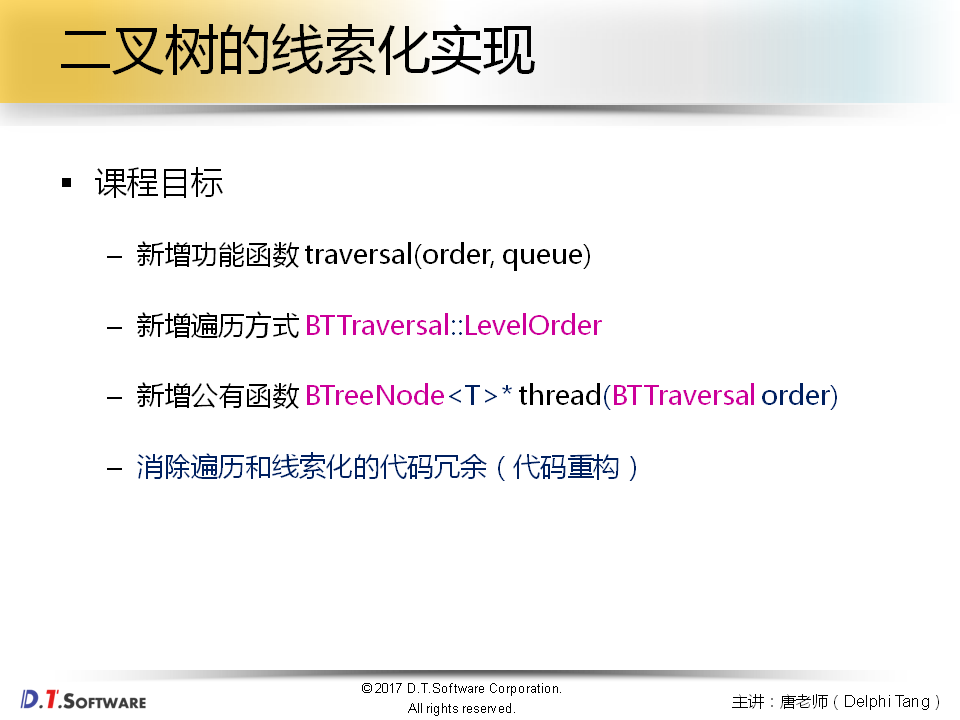 二叉树的线索化实现
▪ 课程目标
– 新增功能函数 traversal(order, queue)
– 新增遍历方式 BTTraversal::LevelOrder
– 新增公有函数 BTreeNode<T>* thread(BTTraversal order)
– 消除遍历和线索化的代码冗余（代码重构）
D.T.SOFTWARE
©2017 D.T.Software Corporation.
All rights reserved.
主讲：唐老师（Delphi Tang）